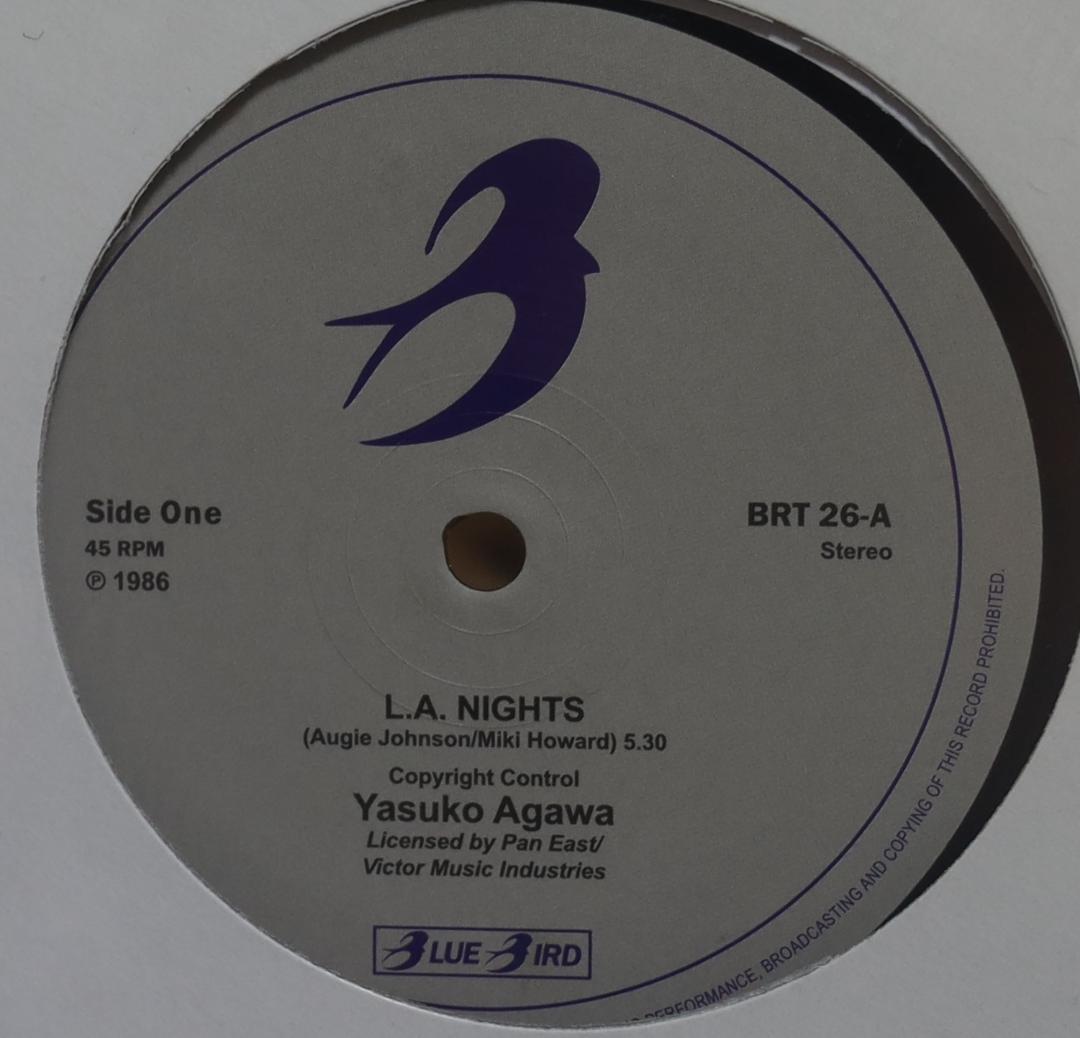 Side One
45 RPM
℗ 1986
BRT 26-A
Stereo
L.A. NIGHTS
(Augie Johnson/Miki Howard) 5.30
Copyright Control
Yasuko Agawa
Licensed by Pan East/
Victor Music Industries
BLUE BIRD
PERFORMANCE, BROADCASTING AND COPYING OF THIS RECORD PROHIBITED.